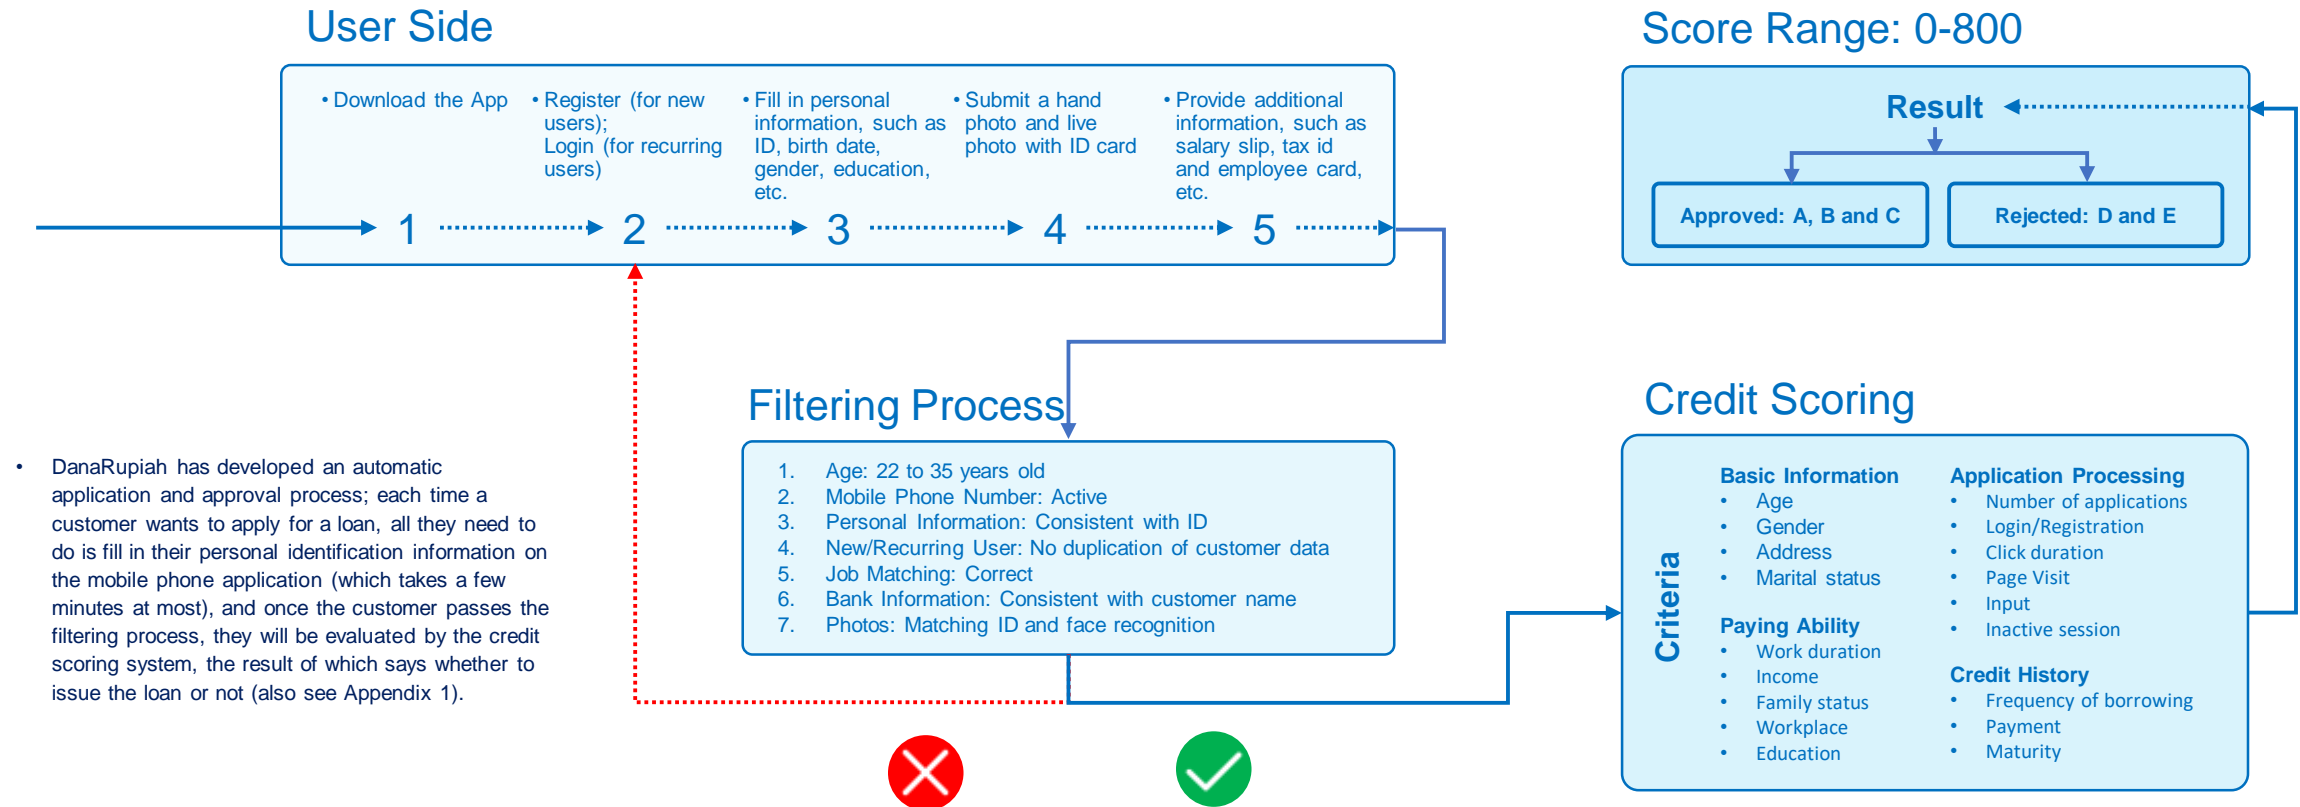 User Side
• Download the App
• Register (for new
users);
Login (for recurring
users)
• Fill in personal
information, such as
ID, birth date,
gender, education,
etc.
• Submit a hand
photo and live
photo with ID card
• Provide additional
information, such as
salary slip, tax id
and employee card,
etc.
1
2
3
4
5
Score Range: 0-800
Result
Approved: A, B and C
Rejected: D and E
• DanaRupiah has developed an automatic
application and approval process; each time a
customer wants to apply for a loan, all they need to
do is fill in their personal identification information on
the mobile phone application (which takes a few
minutes at most), and once the customer passes the
filtering process, they will be evaluated by the credit
scoring system, the result of which says whether to
issue the loan or not (also see Appendix 1).
Filtering Process
1. Age: 22 to 35 years old
2. Mobile Phone Number: Active
3. Personal Information: Consistent with ID
4. New/Recurring User: No duplication of customer data
5. Job Matching: Correct
6. Bank Information: Consistent with customer name
7. Photos: Matching ID and face recognition
Credit Scoring
Criteria
Basic Information
• Age
• Gender
• Address
• Marital status
Paying Ability
• Work duration
• Income
• Family status
• Workplace
• Education
Application Processing
• Number of applications
• Login/Registration
• Click duration
• Page Visit
• Input
• Inactive session
Credit History
• Frequency of borrowing
• Payment
• Maturity